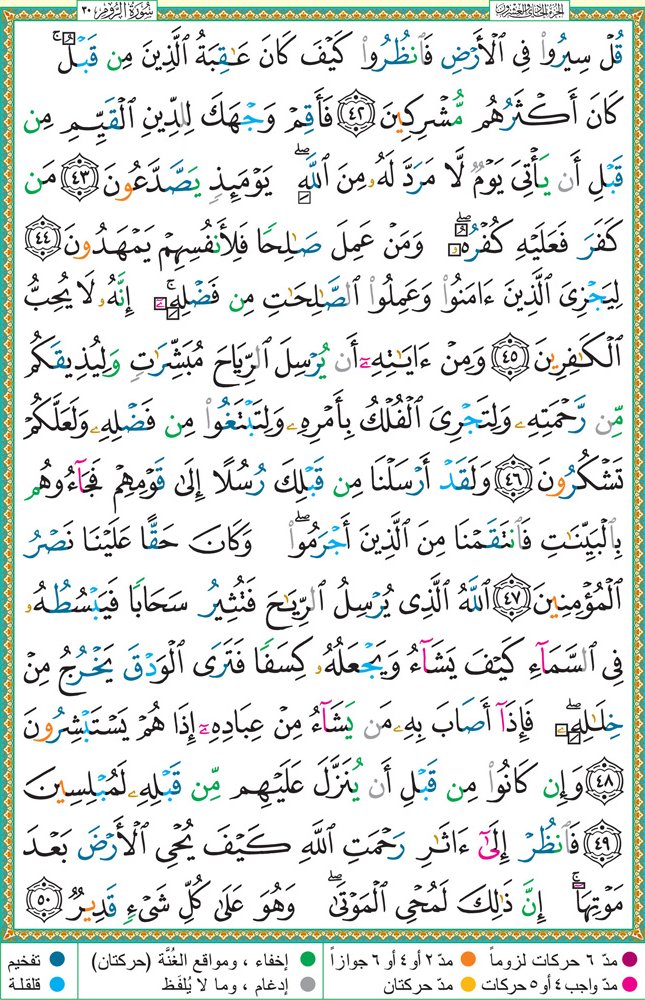 الجزء الحادي والعشرون
سُورَةُ الرُّومِ ٣٠
قُلْ سِيرُوا۟ فِى ٱلْأَرْضِ فَٱنظُرُوا۟ كَيْفَ كَانَ عَـٰقِبَةُ ٱلَّذِينَ مِن قَبْلُ ۚ
كَانَ أَكْثَرُهُم مُّشْرِكِينَ ٤٢ فَأَقِمْ وَجْهَكَ لِلدِّينِ ٱلْقَيِّمِ مِن
قَبْلِ أَن يَأْتِىَ يَوْمٌ لَّا مَرَدَّ لَهُۥ مِنَ ٱللَّهِ ۖ يَوْمَئِذٍ يَصَّدَّعُونَ ٤٣ مَن
كَفَرَ فَعَلَيْهِ كُفْرُهُۥ ۖ وَمَنْ عَمِلَ صَـٰلِحًا فَلِأَنفُسِهِمْ يَمْهَدُونَ ٤٤
لِيَجْزِىَ ٱلَّذِينَ ءَامَنُوا۟ وَعَمِلُوا۟ ٱلصَّـٰلِحَـٰتِ مِن فَضْلِهِۦٓ ۚ إِنَّهُۥ لَا يُحِبُّ
ٱلْكَـٰفِرِينَ ٤٥ وَمِنْ ءَايَـٰتِهِۦٓ أَن يُرْسِلَ ٱلرِّيَاحَ مُبَشِّرَٰتٍ وَلِيُذِيقَكُم
مِّن رَّحْمَتِهِۦ وَلِتَجْرِىَ ٱلْفُلْكُ بِأَمْرِهِۦ وَلِتَبْتَغُوا۟ مِن فَضْلِهِۦ وَلَعَلَّكُمْ
تَشْكُرُونَ ٤٦ وَلَقَدْ أَرْسَلْنَا مِن قَبْلِكَ رُسُلًا إِلَىٰ قَوْمِهِمْ فَجَآءُوهُم
بِٱلْبَيِّنَـٰتِ فَٱنتَقَمْنَا مِنَ ٱلَّذِينَ أَجْرَمُوا۟ ۖ وَكَانَ حَقًّا عَلَيْنَا نَصْرُ
ٱلْمُؤْمِنِينَ ٤٧ ٱللَّهُ ٱلَّذِى يُرْسِلُ ٱلرِّيَـٰحَ فَتُثِيرُ سَحَابًا فَيَبْسُطُهُۥ
فِى ٱلسَّمَآءِ كَيْفَ يَشَآءُ وَيَجْعَلُهُۥ كِسَفًا فَتَرَى ٱلْوَدْقَ يَخْرُجُ مِنْ
خِلَـٰلِهِۦ ۖ فَإِذَآ أَصَابَ بِهِۦ مَن يَشَآءُ مِنْ عِبَادِهِۦٓ إِذَا هُمْ يَسْتَبْشِرُونَ
٤٨ وَإِن كَانُوا۟ مِن قَبْلِ أَن يُنَزَّلَ عَلَيْهِم مِّن قَبْلِهِۦ لَمُبْلِسِينَ
٤٩ فَٱنظُرْ إِلَىٰٓ ءَاثَـٰرِ رَحْمَتِ ٱللَّهِ كَيْفَ يُحْىِ ٱلْأَرْضَ بَعْدَ
مَوْتِهَآ ۚ إِنَّ ذَٰلِكَ لَمُحْىِ ٱلْمَوْتَىٰ ۖ وَهُوَ عَلَىٰ كُلِّ شَىْءٍ قَدِيرٌ ٥٠
مدّ ٦ حركات لزوماً ● مدّ ٢ أو ٤ أو ٦ جوازاً ● إخفاء ، ومواقع الغُنَّة (حركتان) ● تفخيم
مدّ واجب ٤ أو ٥ حركات ● مدّ حركتان ● إدغام ، وما لا يُلفَظ ● قلقلة